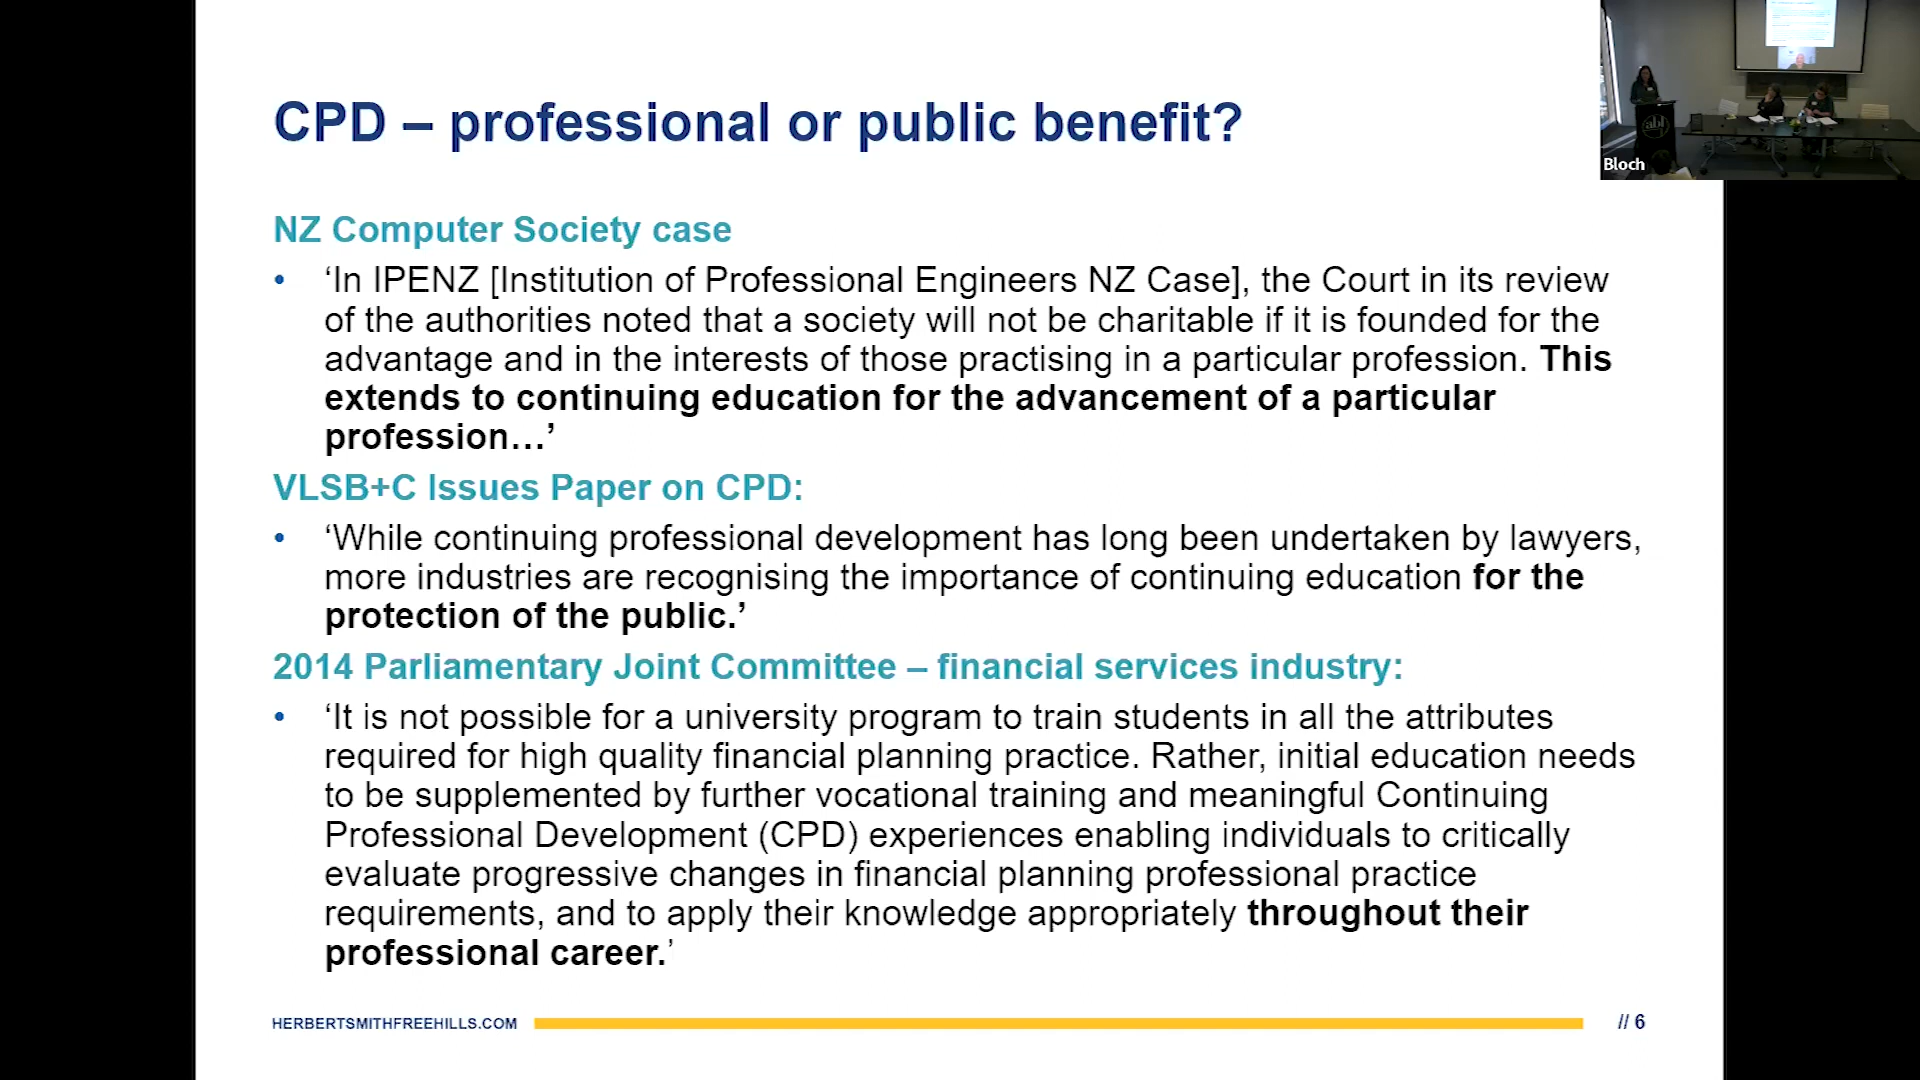 CPD – professional or public benefit?
Bloch
NZ Computer Society case
• ‘In IPENZ [Institution of Professional Engineers NZ Case], the Court in its review
of the authorities noted that a society will not be charitable if it is founded for the
advantage and in the interests of those practising in a particular profession. This
extends to continuing education for the advancement of a particular
profession…’
VLSB+C Issues Paper on CPD:
• ‘While continuing professional development has long been undertaken by lawyers,
more industries are recognising the importance of continuing education for the
protection of the public.’
2014 Parliamentary Joint Committee – financial services industry:
• ‘It is not possible for a university program to train students in all the attributes
required for high quality financial planning practice. Rather, initial education needs
to be supplemented by further vocational training and meaningful Continuing
Professional Development (CPD) experiences enabling individuals to critically
evaluate progressive changes in financial planning professional practice
requirements, and to apply their knowledge appropriately throughout their
professional career.’
HERBERTSMITHFREEHILLS.COM
// 6